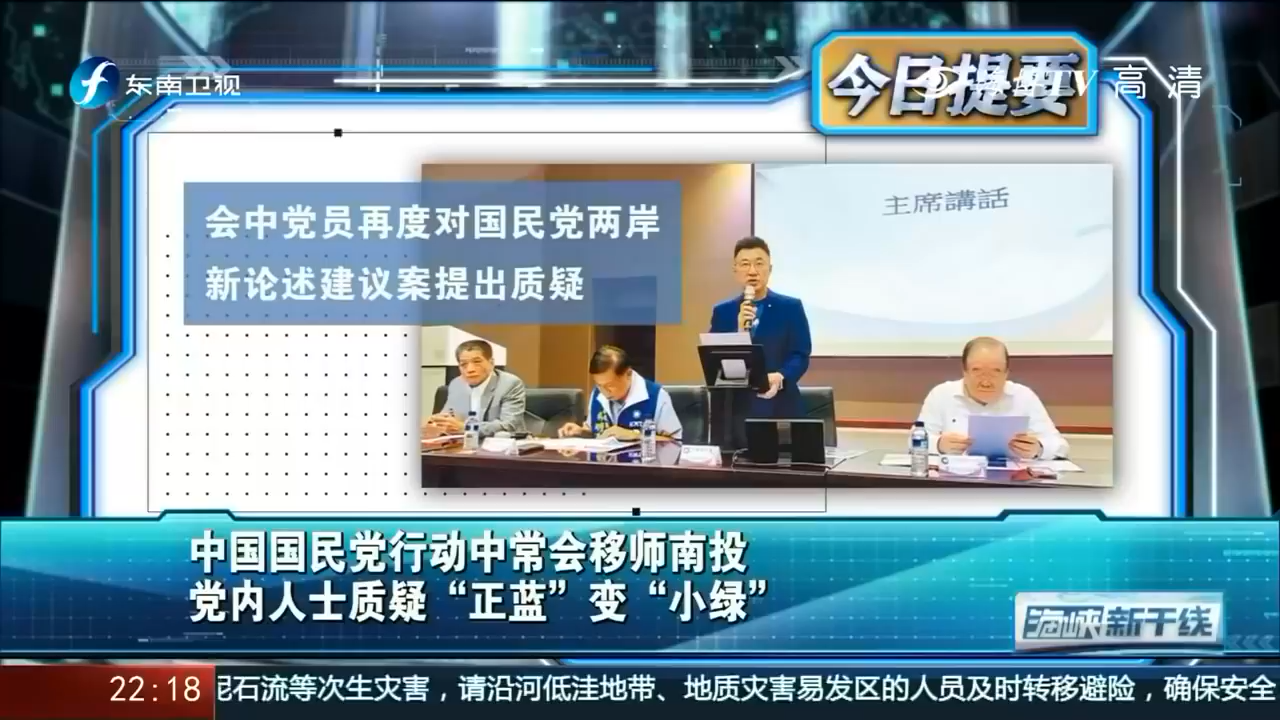 东南卫视
今日提要
高清
主席講話
会中党员再度对国民党两岸
新论述建议案提出质疑
中国国民党行动中常会移师南投
党内人士质疑“正蓝”变“小绿”
海峡新干线
22:18
泥石流等次生灾害，请沿河低洼地带、地质灾害易发区的人员及时转移避险，确保安全